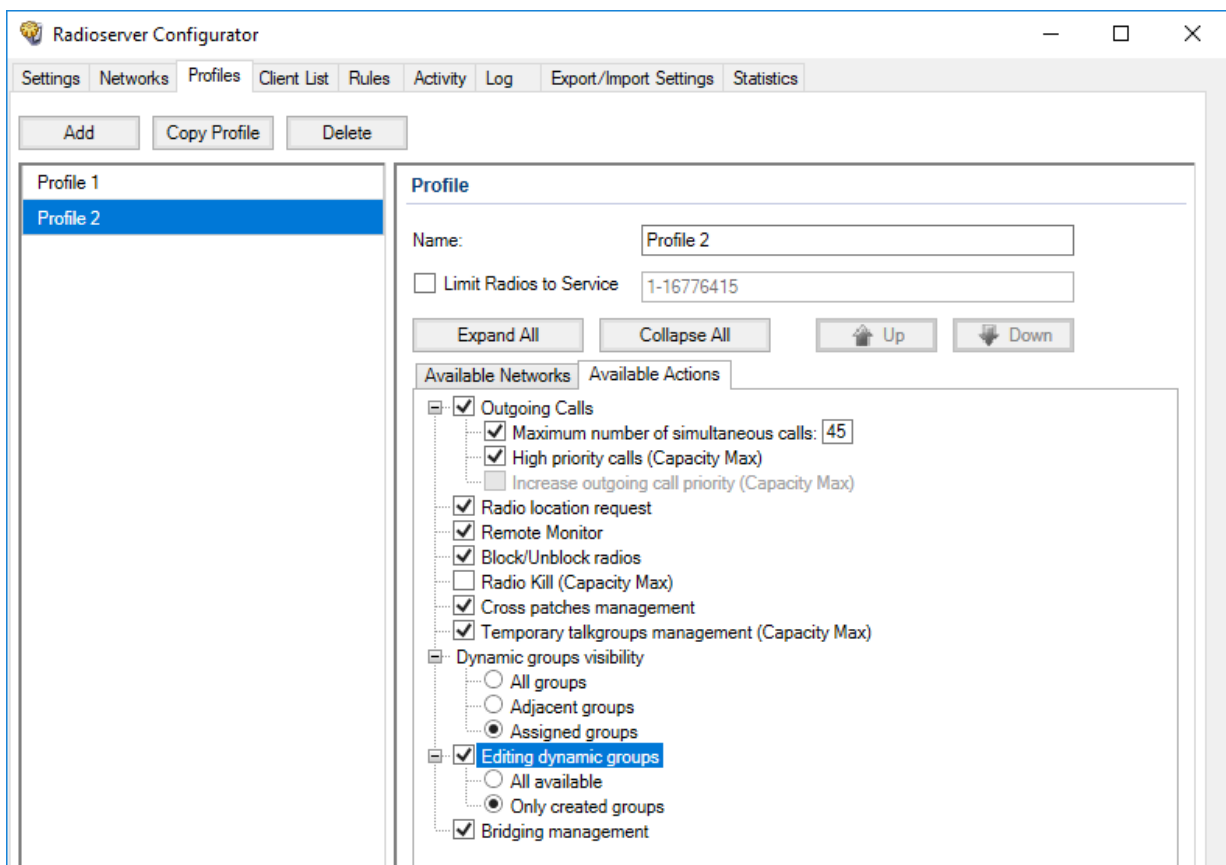 Radioserver Configurator
Settings Networks Profiles Client List Rules Activity Log Export/Import Settings Statistics
Add Copy Profile Delete
Profile 1
Profile 2
Profile
Name: Profile 2
Limit Radios to Service 1-16776415
Expand All Collapse All Up Down
Available Networks Available Actions
Outgoing Calls
Maximum number of simultaneous calls: 45
High priority calls (Capacity Max)
Increase outgoing call priority (Capacity Max)
Radio location request
Remote Monitor
Block/Unblock radios
Radio Kill (Capacity Max)
Cross patches management
Temporary talkgroups management (Capacity Max)
Dynamic groups visibility
All groups
Adjacent groups
Assigned groups
Editing dynamic groups
All available
Only created groups
Bridging management